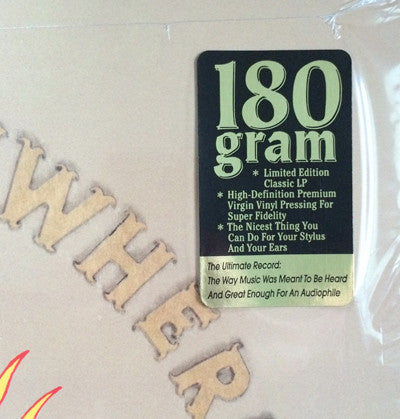 180
gram
* Limited Edition
Classic LP
* High-Definition Premium
Virgin Vinyl Pressing For
Super Fidelity
* The Nicest Thing You
Can Do For Your Stylus
And Your Ears
The Ultimate Record:
The Way Music Was Meant To Be Heard
And Great Enough For An Audiophile
WHER